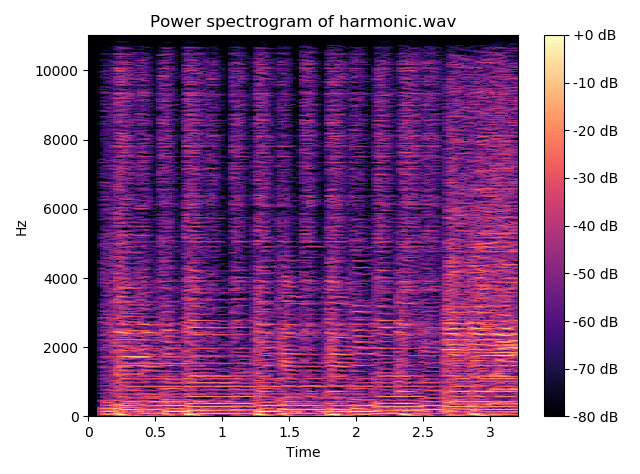 Power spectrogram of harmonic.wav
+0 dB
10000
-10 dB
8000
-20 dB
-30 dB
6000
Hz
-40 dB
4000
-50 dB
-60 dB
2000
-70 dB
0
-80 dB
0 0.5 1 1.5 2 2.5 3
Time